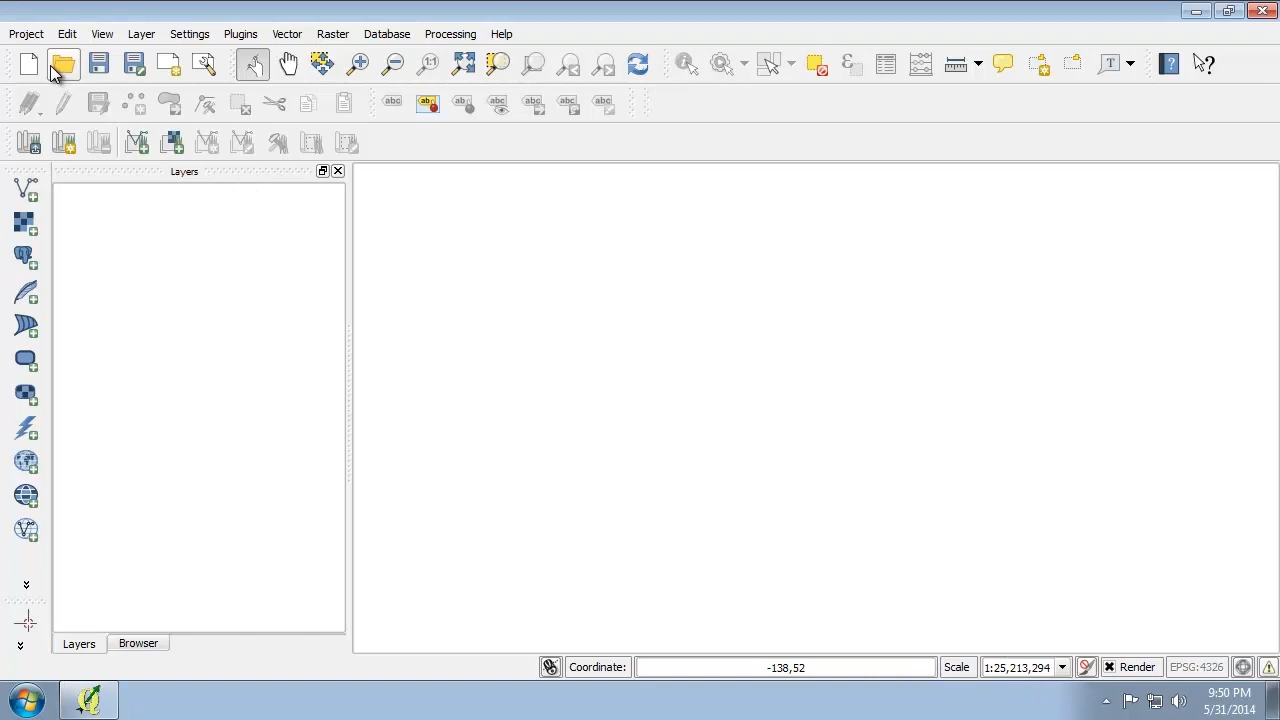 Project Edit View Layer Settings Plugins Vector Raster Database Processing Help
1:1 T ?
abc abc abc abc abc abc abc
Layers
Layers Browser
Coordinate: -138,52 Scale 1:25,213,294 Render EPSG:4326
9:50 PM
5/31/2014